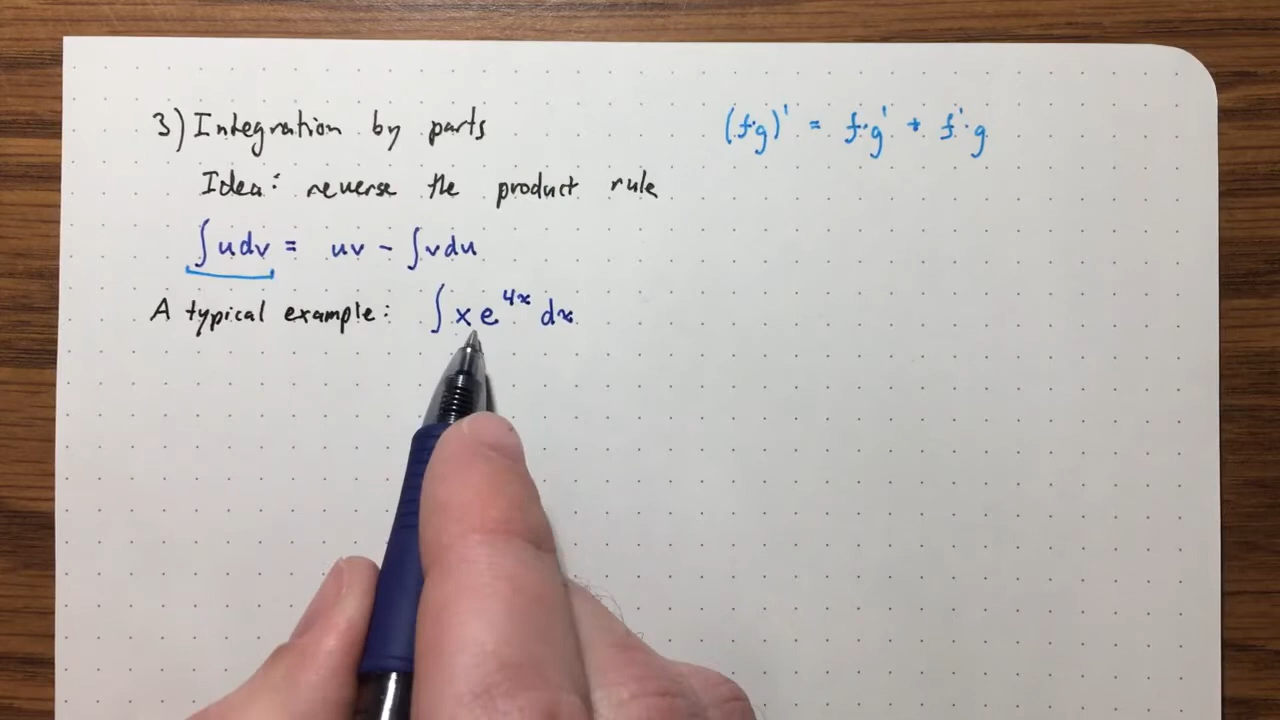 3) Integration by parts
(f·g)' = f·g' + f'·g
Idea: reverse the product rule
∫udv = uv - ∫vdu
A typical example: ∫xe^{4x} dx